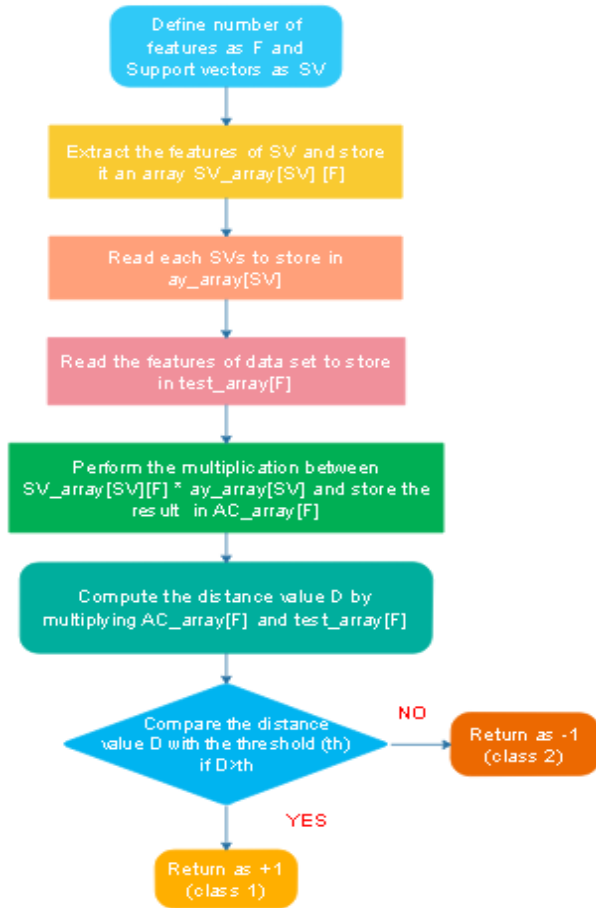 Define number of
features as F and
Support vectors as SV
Extract the features of SV and store
it an array SV_array[SV] [F]
Read each SVs to store in
ay_array[SV]
Read the features of data set to store
in test_array[F]
Perform the multiplication between
SV_array[SV][F] * ay_array[SV] and store the
result in AC_array[F]
Compute the distance value D by
multiplying AC_array[F] and test_array[F]
Compare the distance
value D with the threshold (th)
if D>th
NO
Return as -1
(class 2)
YES
Return as +1
(class 1)